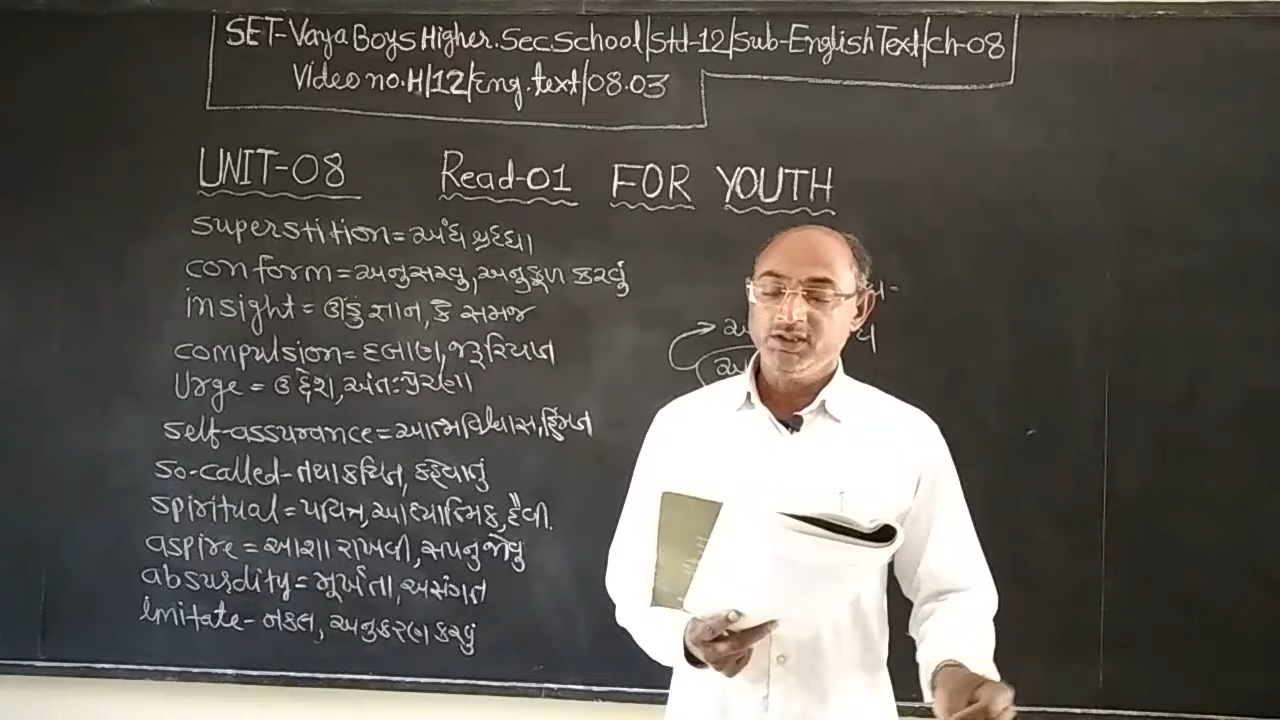 SET-Vaya Boys Higher.Sec.School/Std-12/Sub-English Text/ch-08
Video no.H/12/Eng.text/08.03
UNIT-08 Read-01 FOR YOUTH
superstition=અંધ શ્રદ્ધા
conform=અનુસરવુ,અનુકૂળ કરવું
insight=ઊંડુ જ્ઞાન,કે સમજ
compulsion=દબાણ,જરૂરિયાત
Urge=ઉદ્દેશ,અંતઃપ્રેરણા
self-assurance=આત્મવિશ્વાસ,હિંમત
so-called-તથાકથિત, કહેવાનું
spiritual=પવિત્ર,આધ્યાત્મિક,દૈવી.
aspire=આશા રાખવી,સપનુ જોવુ
absurdity=મૂર્ખતા,અસંગત
imitate-નકલ,અનુકરણ કરવું